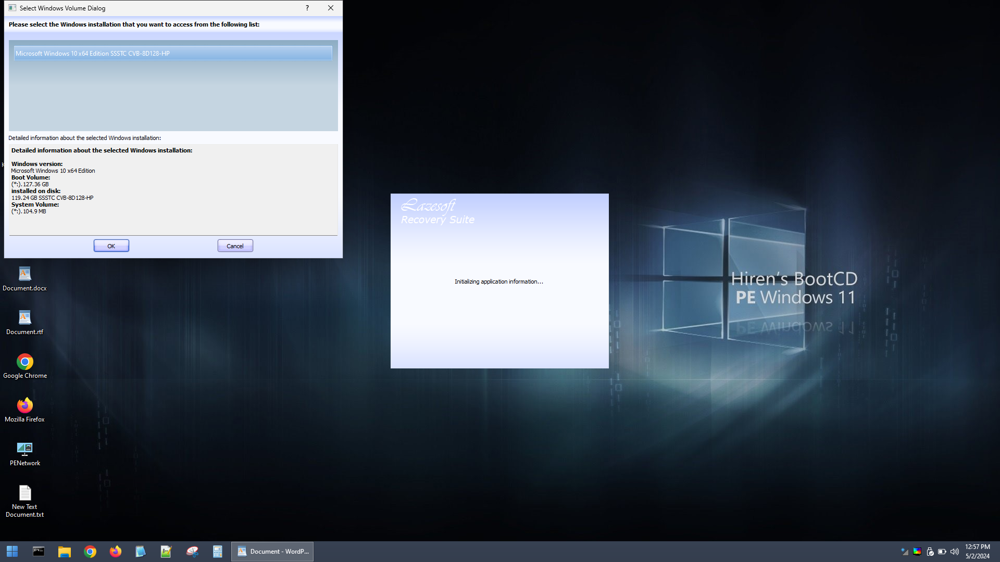 Select Windows Volume Dialog
Please select the Windows installation that you want to access from the following list:
Microsoft Windows 10 x64 Edition SSSTC CVB-8D128-HP
Detailed information about the selected Windows installation:
Detailed information about the selected Windows installation:
Windows version:
Microsoft Windows 10 x64 Edition
Boot Volume:
(*:).127.36 GB
installed on disk:
119.24 GB SSSTC CVB-8D128-HP
System Volume:
(*:).104.9 MB
OK
Cancel
Lazesoft
Recovery Suite
Initializing application information...
Hiren's BootCD
PE Windows 11
Document.docx
Document.rtf
Google Chrome
Mozilla Firefox
PENetwork
New Text
Document.txt
Document - WordP...
12:57 PM
5/2/2024